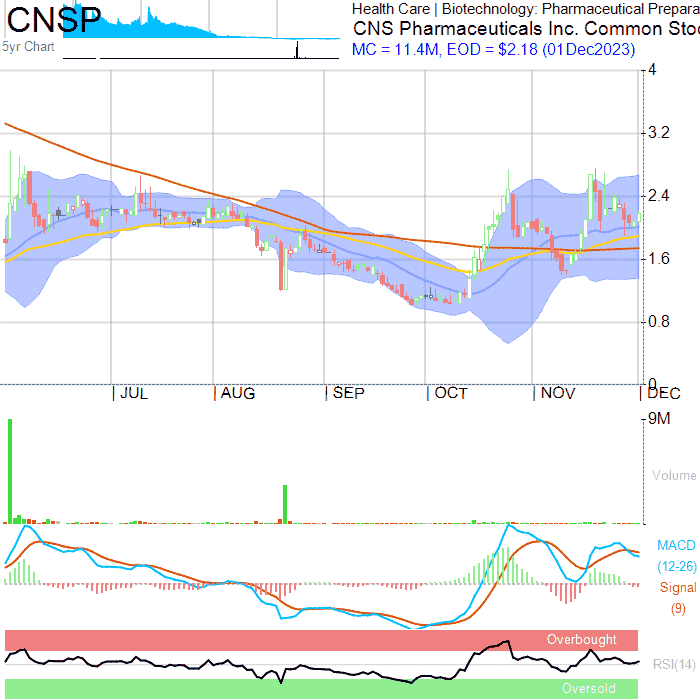 CNSP
5yr Chart
Health Care | Biotechnology: Pharmaceutical Prepara
CNS Pharmaceuticals Inc. Common Stoc
MC = 11.4M, EOD = $2.18 (01Dec2023)
4
3.2
2.4
1.6
0.8
0
JUL
AUG
SEP
OCT
NOV
DEC
9M
Volume
MACD
(12-26)
Signal
(9)
Overbought
RSI(14)
Oversold